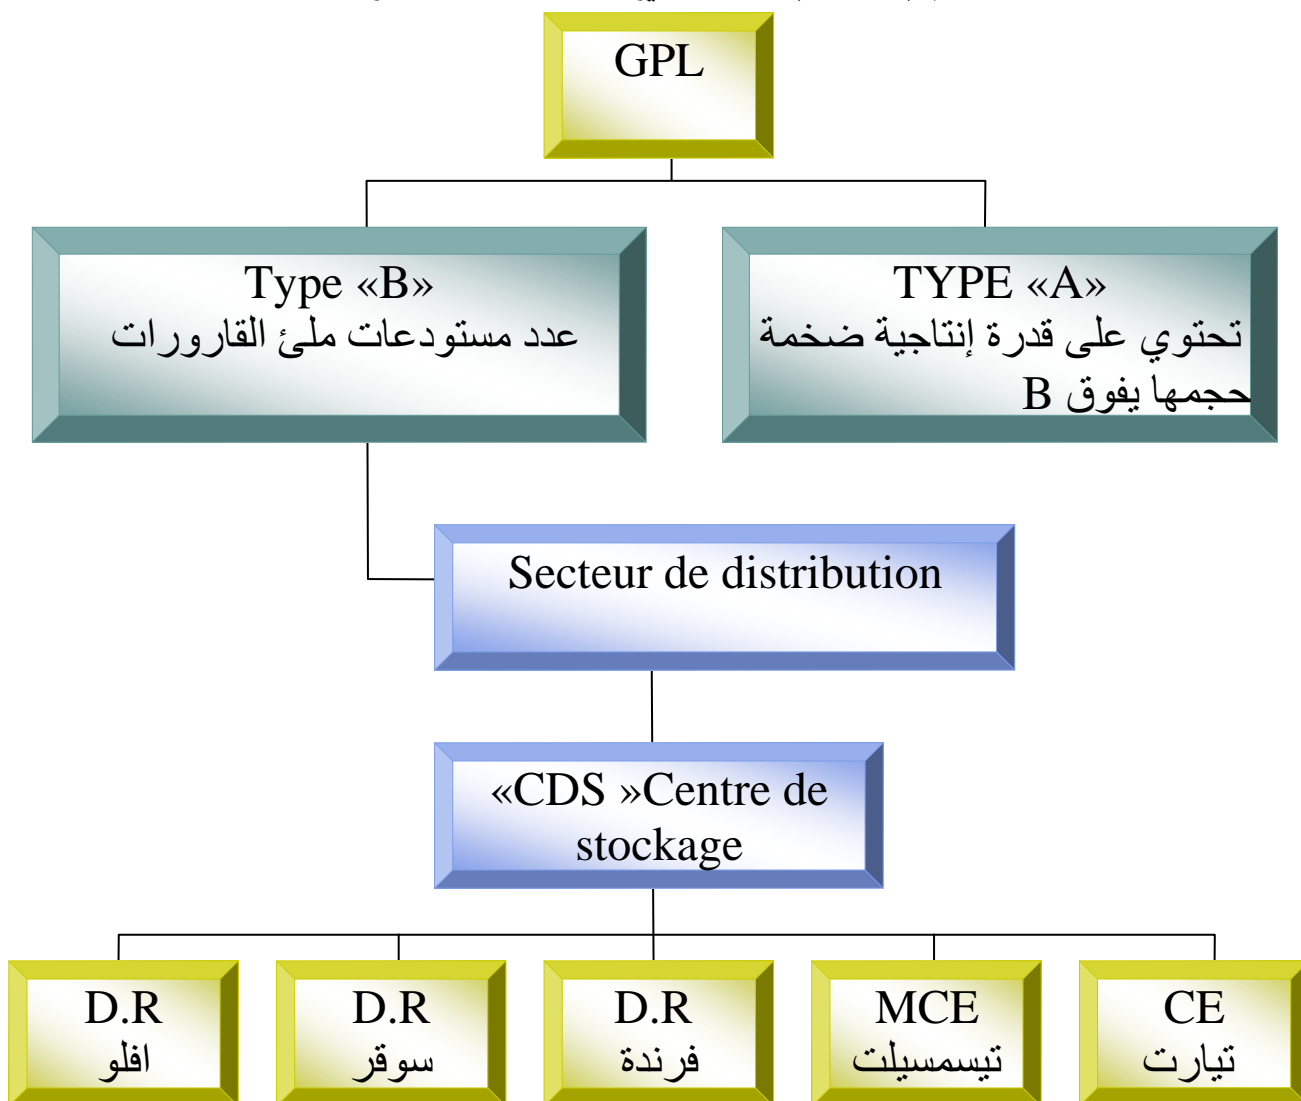 GPL
Type «B»
عدد مستودعات ملئ القارورات
TYPE «A»
تحتوي على قدرة إنتاجية ضخمة
حجمها يفوق B
Secteur de distribution
«CDS »Centre de
stockage
D.R
افلو
D.R
سوقر
D.R
فرندة
MCE
تيسمسيلت
CE
تيارت